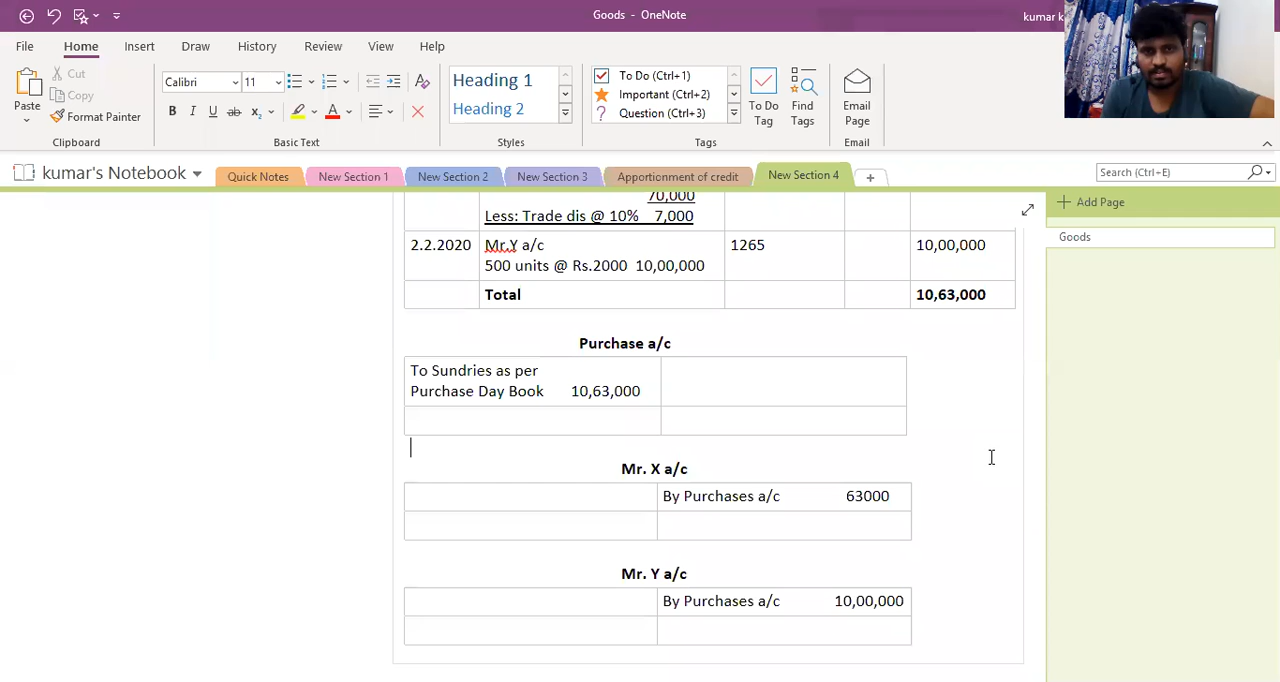 Goods - OneNote
kumar k
File Home Insert Draw History Review View Help
Paste
Cut
Copy
Format Painter
Clipboard
Calibri 11
B I U ab x₂ A
Basic Text
Heading 1
Heading 2
Styles
To Do (Ctrl+1)
Important (Ctrl+2)
? Question (Ctrl+3)
Tags
To Do Tag
Find Tags
Email Page
Email
kumar's Notebook
Quick Notes New Section 1 New Section 2 New Section 3 Apportionment of credit New Section 4 +
Search (Ctrl+E)
Add Page
Goods
70,000
Less: Trade dis @ 10% 7,000
2.2.2020 Mr.Y a/c 1265 10,00,000
500 units @ Rs.2000 10,00,000
Total 10,63,000
Purchase a/c
To Sundries as per
Purchase Day Book 10,63,000
Mr. X a/c
By Purchases a/c 63000
Mr. Y a/c
By Purchases a/c 10,00,000